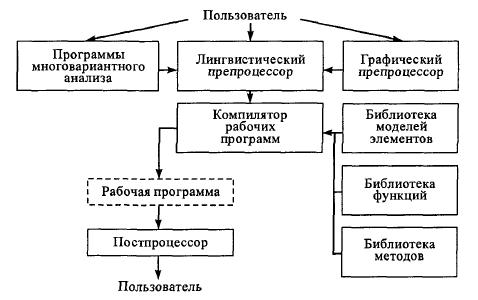 Пользователь
Программы
многовариантного
анализа
Лингвистический
препроцессор
Графический
препроцессор
Компилятор
рабочих
программ
Библиотека
моделей
элементов
Рабочая программа
Библиотека
функций
Постпроцессор
Библиотека
методов
Пользователь